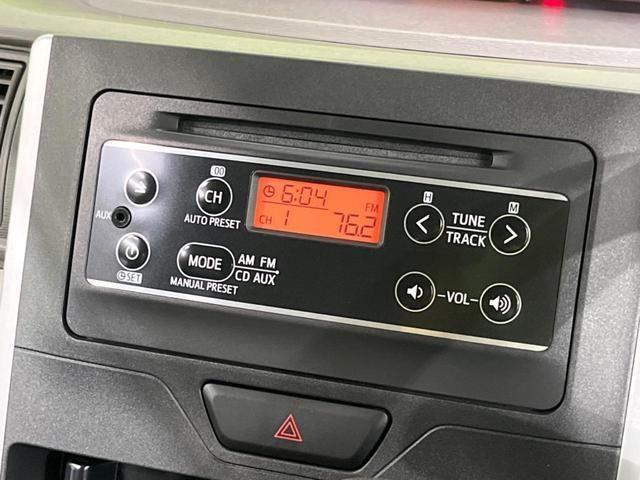 00
CH
AUTO PRESET
AUX
SET
MODE
MANUAL PRESET
AM FM
CD AUX
6:04
FM
CH 1 76.2
H
M
TUNE
TRACK
VOL